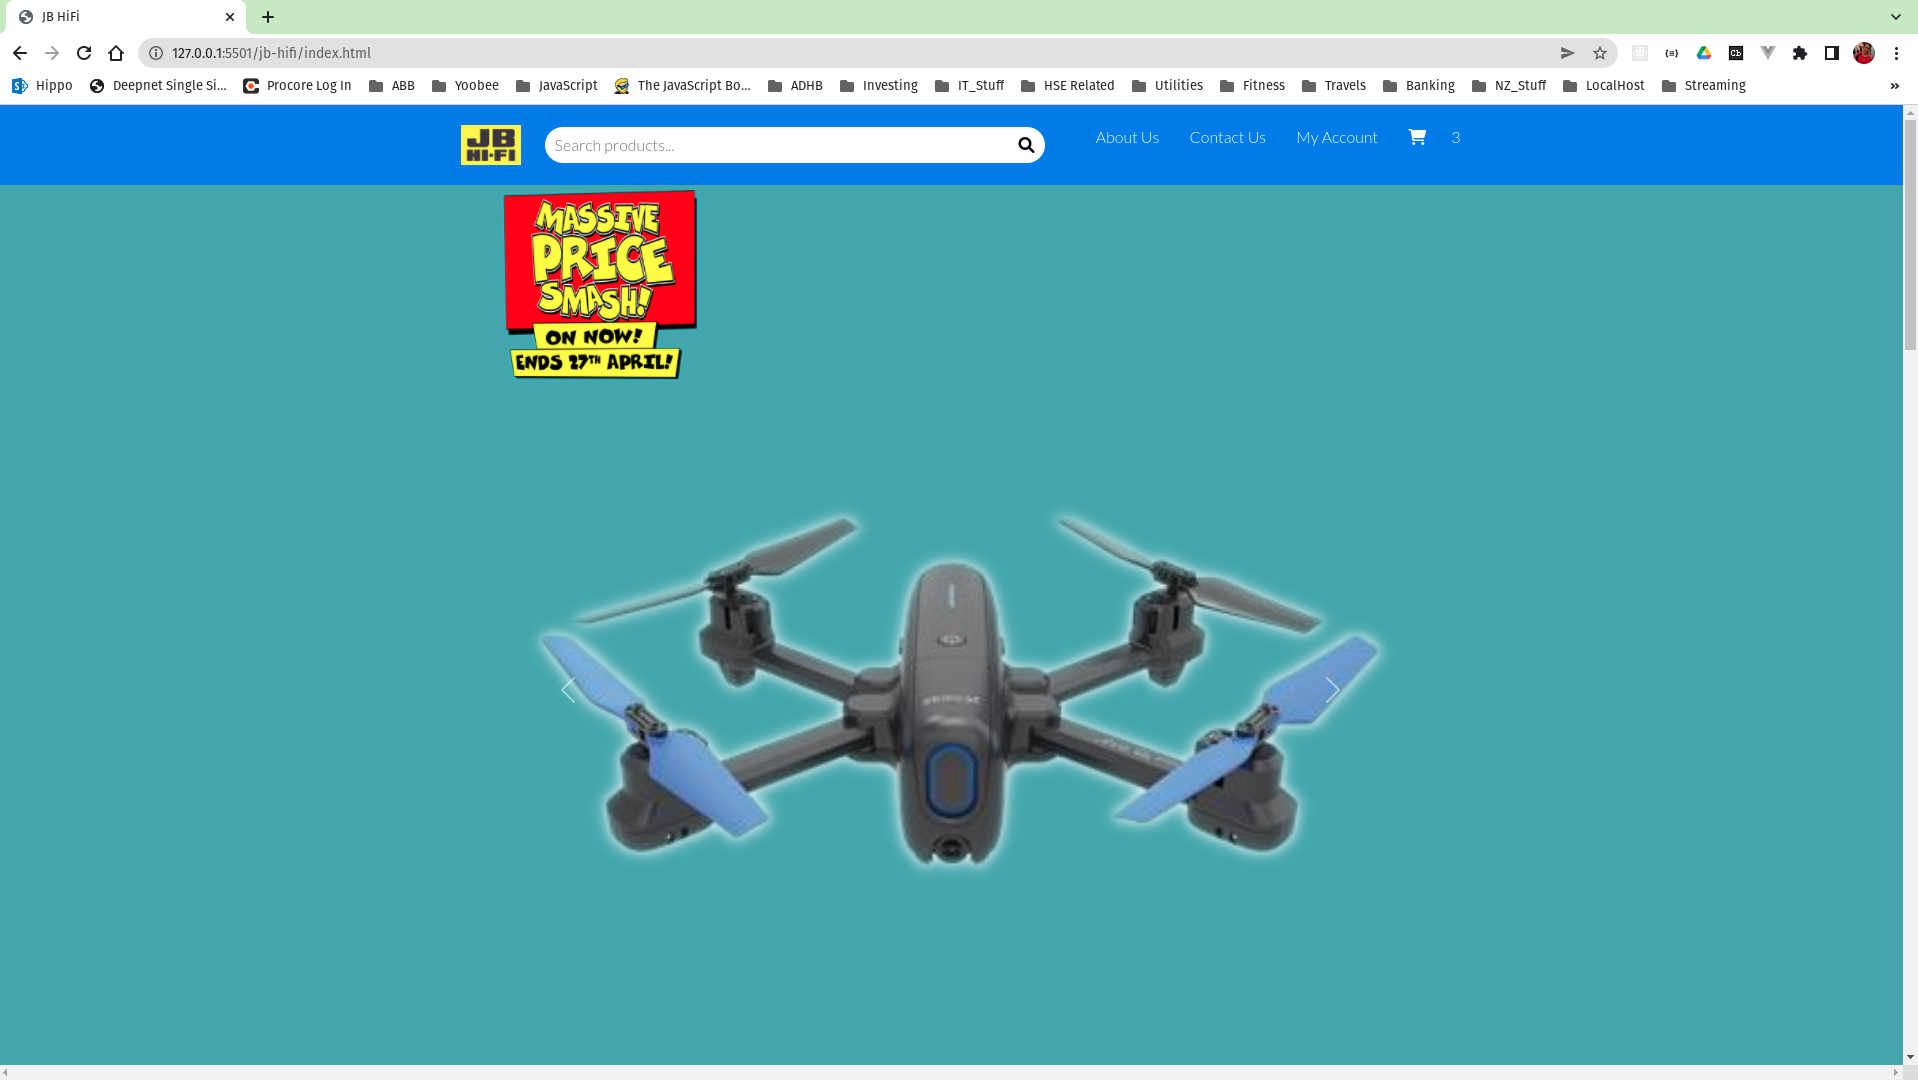 JB HiFi
127.0.0.1:5501/jb-hifi/index.html
Hippo
Deepnet Single Si...
Procore Log In
ABB
Yoobee
JavaScript
The JavaScript Bo...
ADHB
Investing
IT_Stuff
HSE Related
Utilities
Fitness
Travels
Banking
NZ_Stuff
LocalHost
Streaming
»
JB
HI-FI
Search products...
About Us
Contact Us
My Account
3
MASSIVE
PRICE
SMASH!
ON NOW!
ENDS 27TH APRIL!